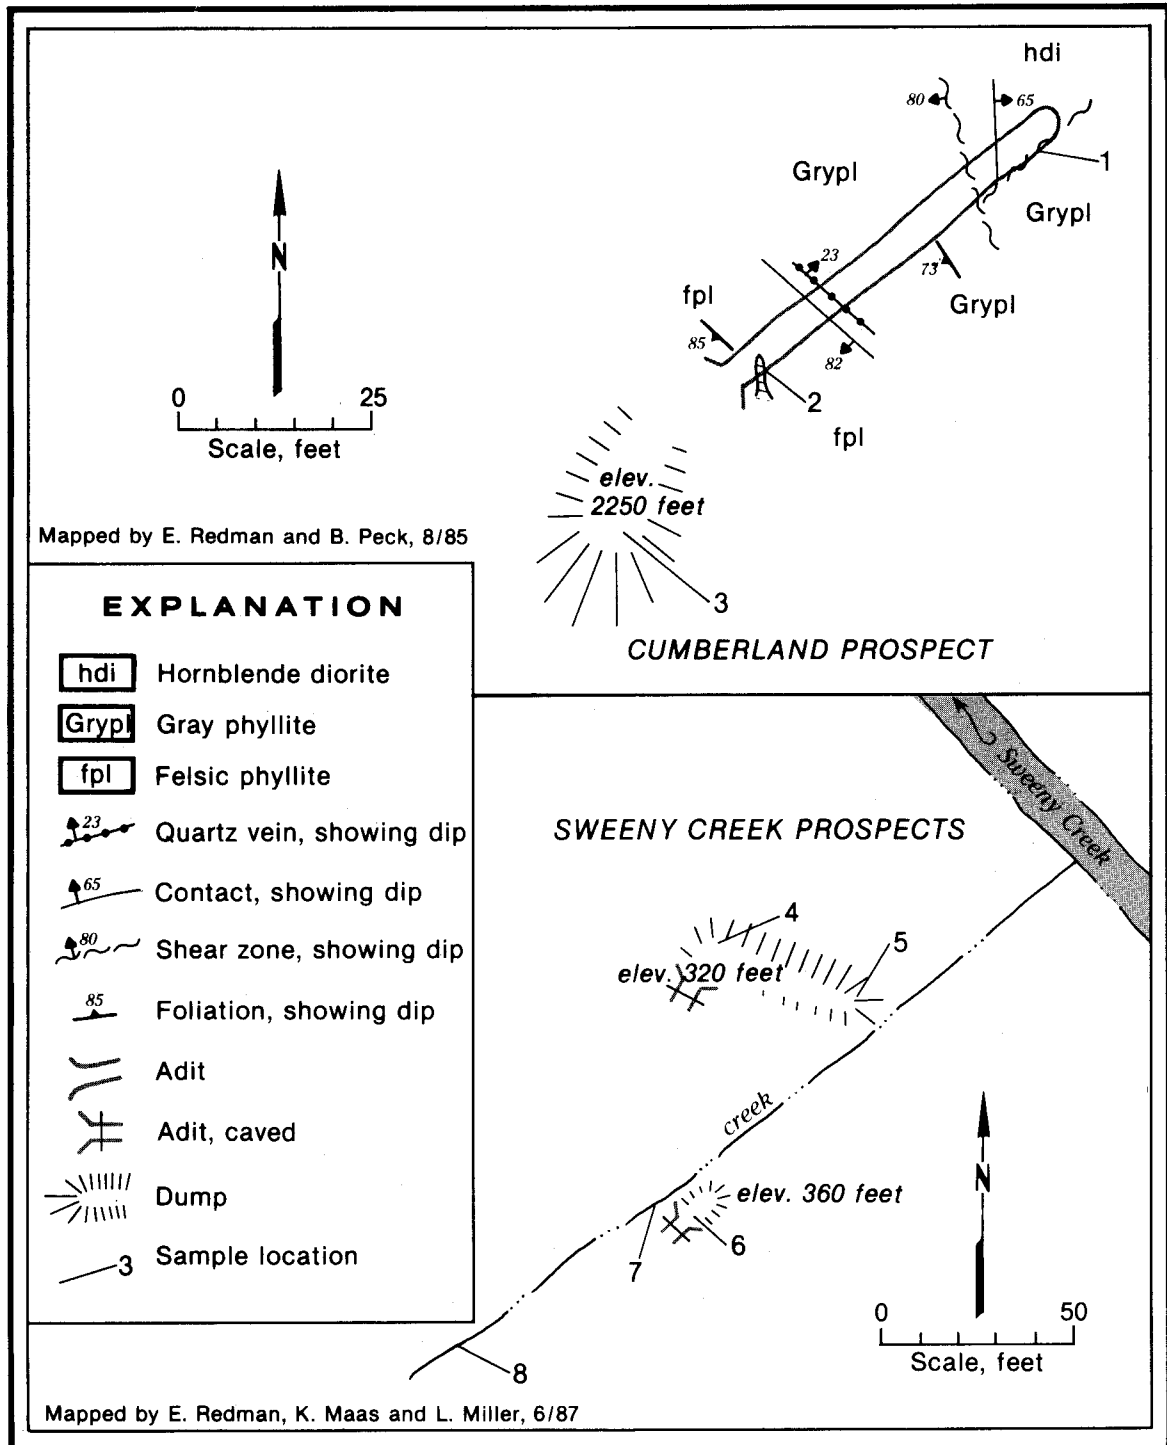 hdi
80
65
1
Grypl
Grypl
N
23
73
Grypl
fpl
85
82
2
fpl
0 25
Scale, feet
elev.
2250 feet
3
Mapped by E. Redman and B. Peck, 8/85
CUMBERLAND PROSPECT
EXPLANATION
hdi Hornblende diorite
Grypl Gray phyllite
fpl Felsic phyllite
23 Quartz vein, showing dip
65 Contact, showing dip
80 Shear zone, showing dip
85 Foliation, showing dip
Adit
Adit, caved
Dump
3 Sample location
Sweeny Creek
SWEENY CREEK PROSPECTS
4
5
elev. 320 feet
creek
elev. 360 feet
6
7
8
N
0 50
Scale, feet
Mapped by E. Redman, K. Maas and L. Miller, 6/87